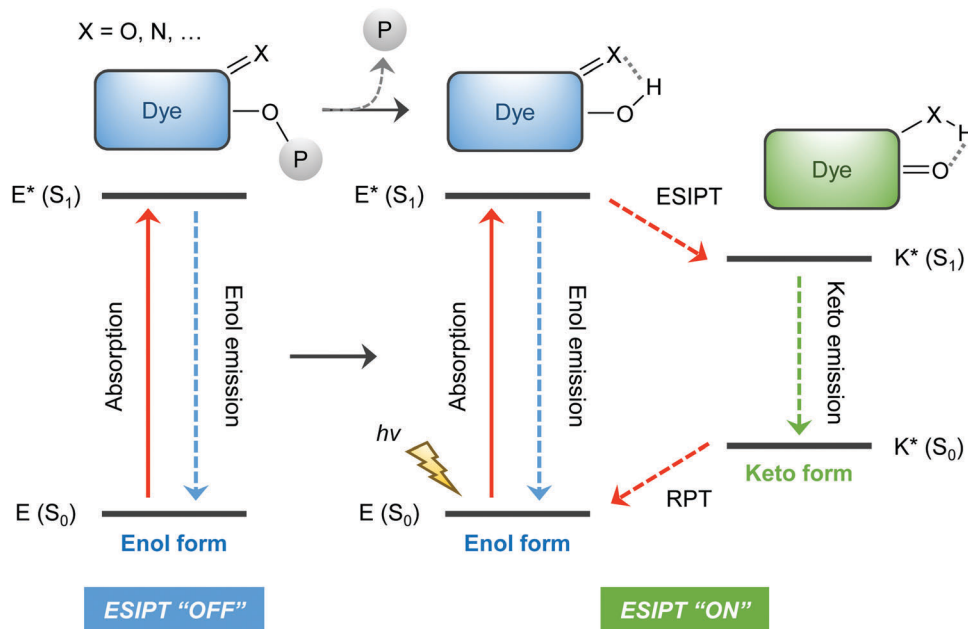 X = O, N, …
P
X
Dye
O
P
X
H
Dye
O
X
H
Dye
O
E* (S₁)
E* (S₁)
ESIPT
K* (S₁)
Absorption
Enol emission
Absorption
Enol emission
Keto emission
hν
K* (S₀)
Keto form
RPT
E (S₀)
E (S₀)
Enol form
Enol form
ESIPT “OFF”
ESIPT “ON”